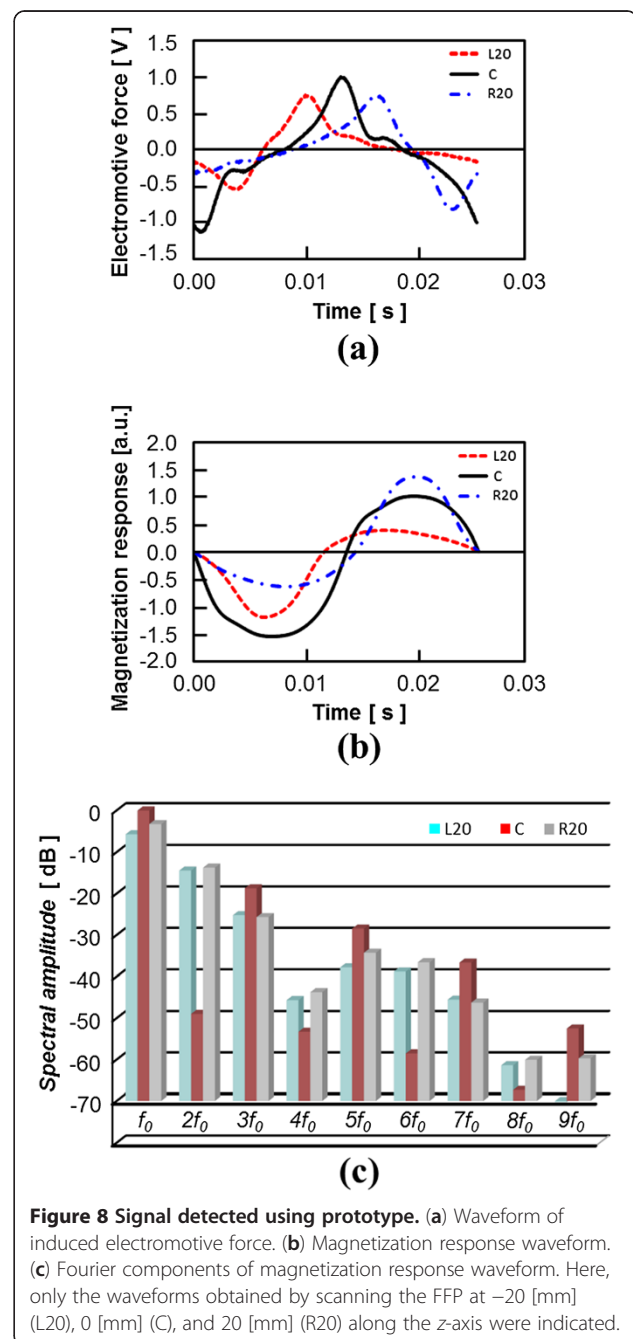 Electromotive force[ V ]
1.5
1.0
0.5
0.0
-0.5
-1.0
-1.5
L20
C
R20
0.00 0.01 0.02 0.03
Time [ s ]
(a)
Magnetization response [a.u.]
2.0
1.5
1.0
0.5
0.0
-0.5
-1.0
-1.5
-2.0
L20
C
R20
0.00 0.01 0.02 0.03
Time [ s ]
(b)
Spectral amplitude [ dB ]
0
-10
-20
-30
-40
-50
-60
-70
L20 C R20
f0 2f0 3f0 4f0 5f0 6f0 7f0 8f0 9f0
(c)
Figure 8 Signal detected using prototype. (a) Waveform of
induced electromotive force. (b) Magnetization response waveform.
(c) Fourier components of magnetization response waveform. Here,
only the waveforms obtained by scanning the FFP at −20 [mm]
(L20), 0 [mm] (C), and 20 [mm] (R20) along the z-axis were indicated.